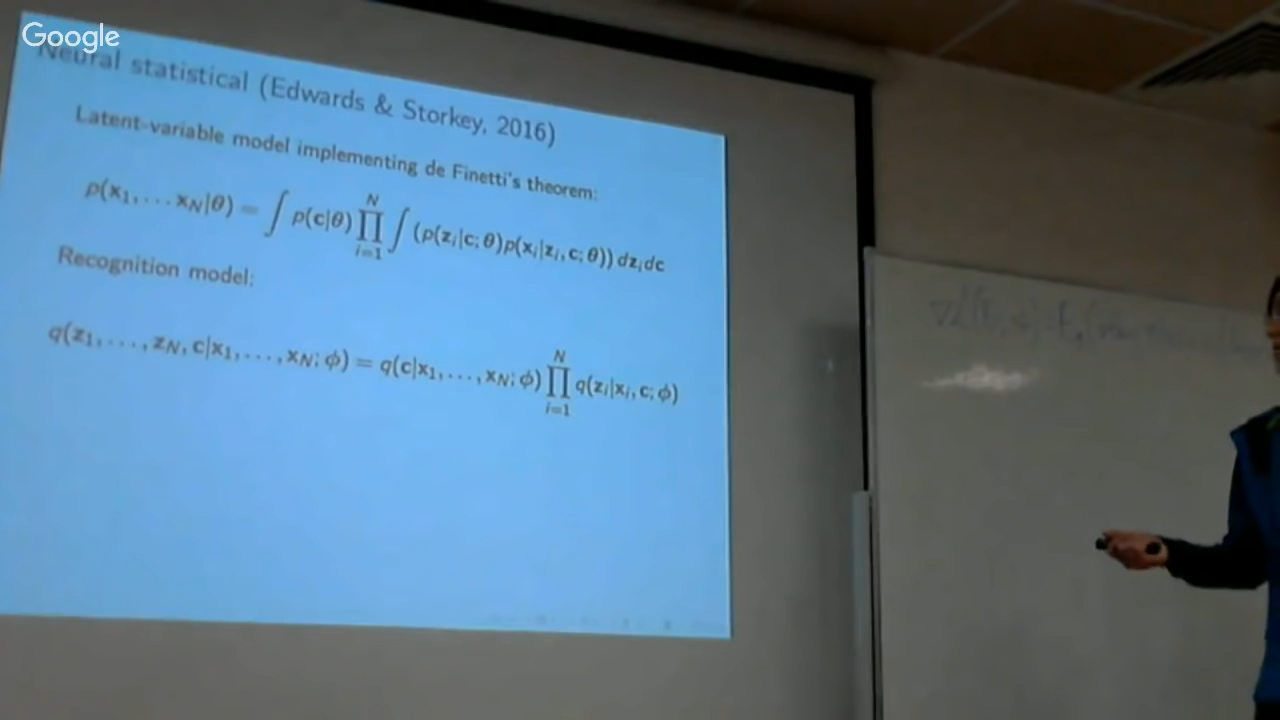 Google
Neural statistical (Edwards & Storkey, 2016)
Latent-variable model implementing de Finetti's theorem:
p(x₁, . . . x_N|θ) = ∫ p(c|θ) ∏_{i=1}^{N} ∫ (p(z_i|c; θ)p(x_i|z_i, c; θ)) dz_i dc
Recognition model:
q(z₁, . . . , z_N, c|x₁, . . . , x_N; ϕ) = q(c|x₁, . . . , x_N; ϕ) ∏_{i=1}^{N} q(z_i|x_i, c; ϕ)